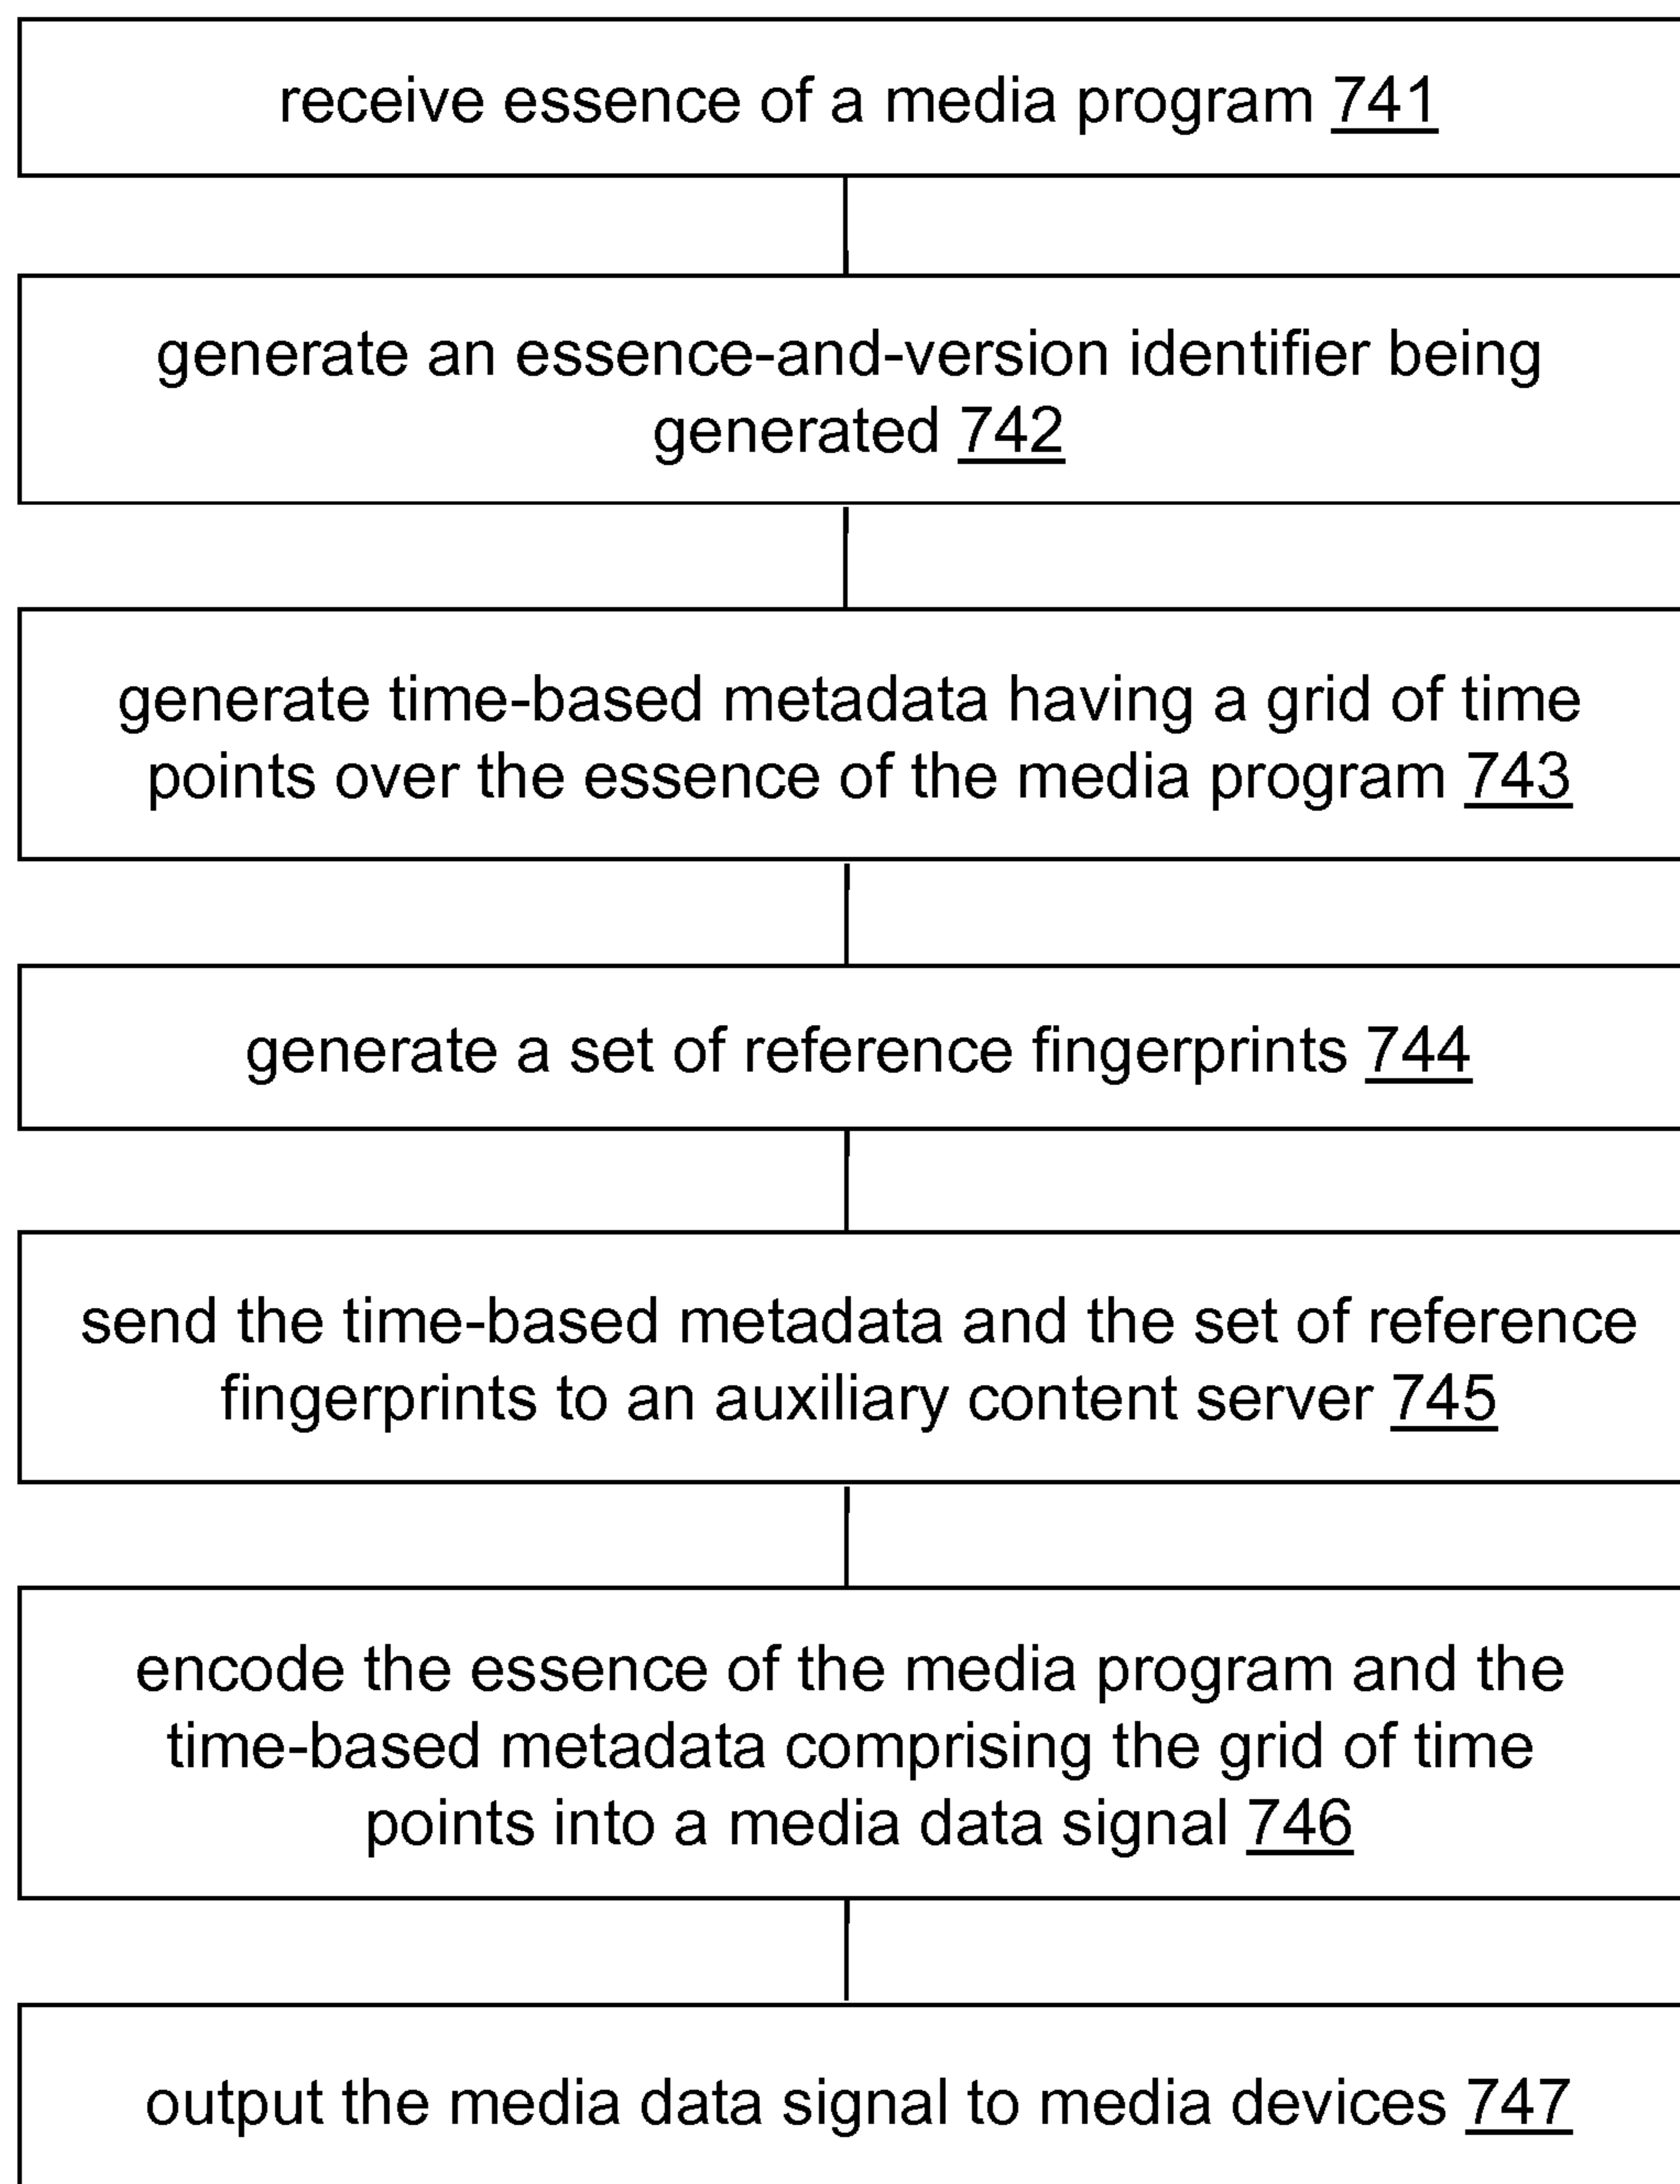 receive essence of a media program 741
generate an essence-and-version identifier being
generated 742
generate time-based metadata having a grid of time
points over the essence of the media program 743
generate a set of reference fingerprints 744
send the time-based metadata and the set of reference
fingerprints to an auxiliary content server 745
encode the essence of the media program and the
time-based metadata comprising the grid of time
points into a media data signal 746
output the media data signal to media devices 747